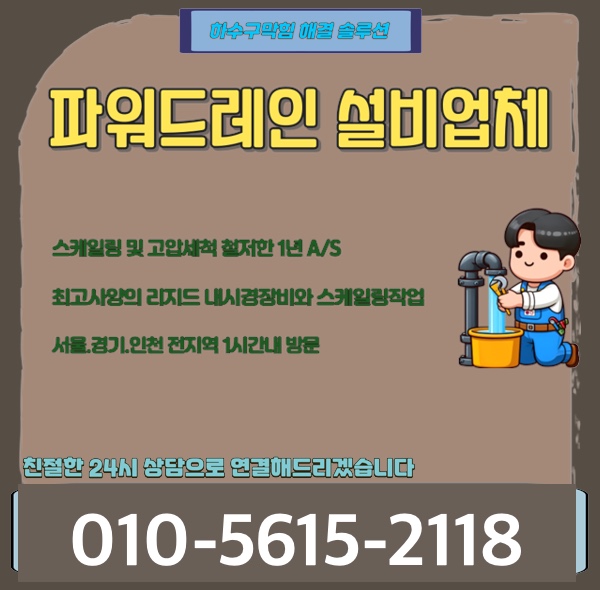 하수구막힘 해결 솔루션
파워드레인 설비업체
스케일링 및 고압세척 철저한 1년 A/S
최고사양의 리지드 내시경장비와 스케일링작업
서울.경기.인천 전지역 1시간내 방문
친절한 24시 상담으로 연결해드리겠습니다
010-5615-2118